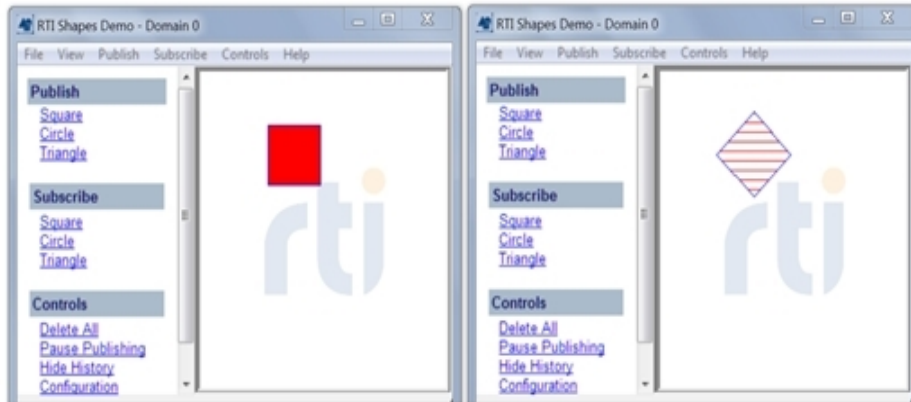 RTI Shapes Demo - Domain 0
File View Publish Subscribe Controls Help
Publish
Square
Circle
Triangle
Subscribe
Square
Circle
Triangle
Controls
Delete All
Pause Publishing
Hide History
Configuration
rti
RTI Shapes Demo - Domain 0
File View Publish Subscribe Controls Help
Publish
Square
Circle
Triangle
Subscribe
Square
Circle
Triangle
Controls
Delete All
Pause Publishing
Hide History
Configuration
rti